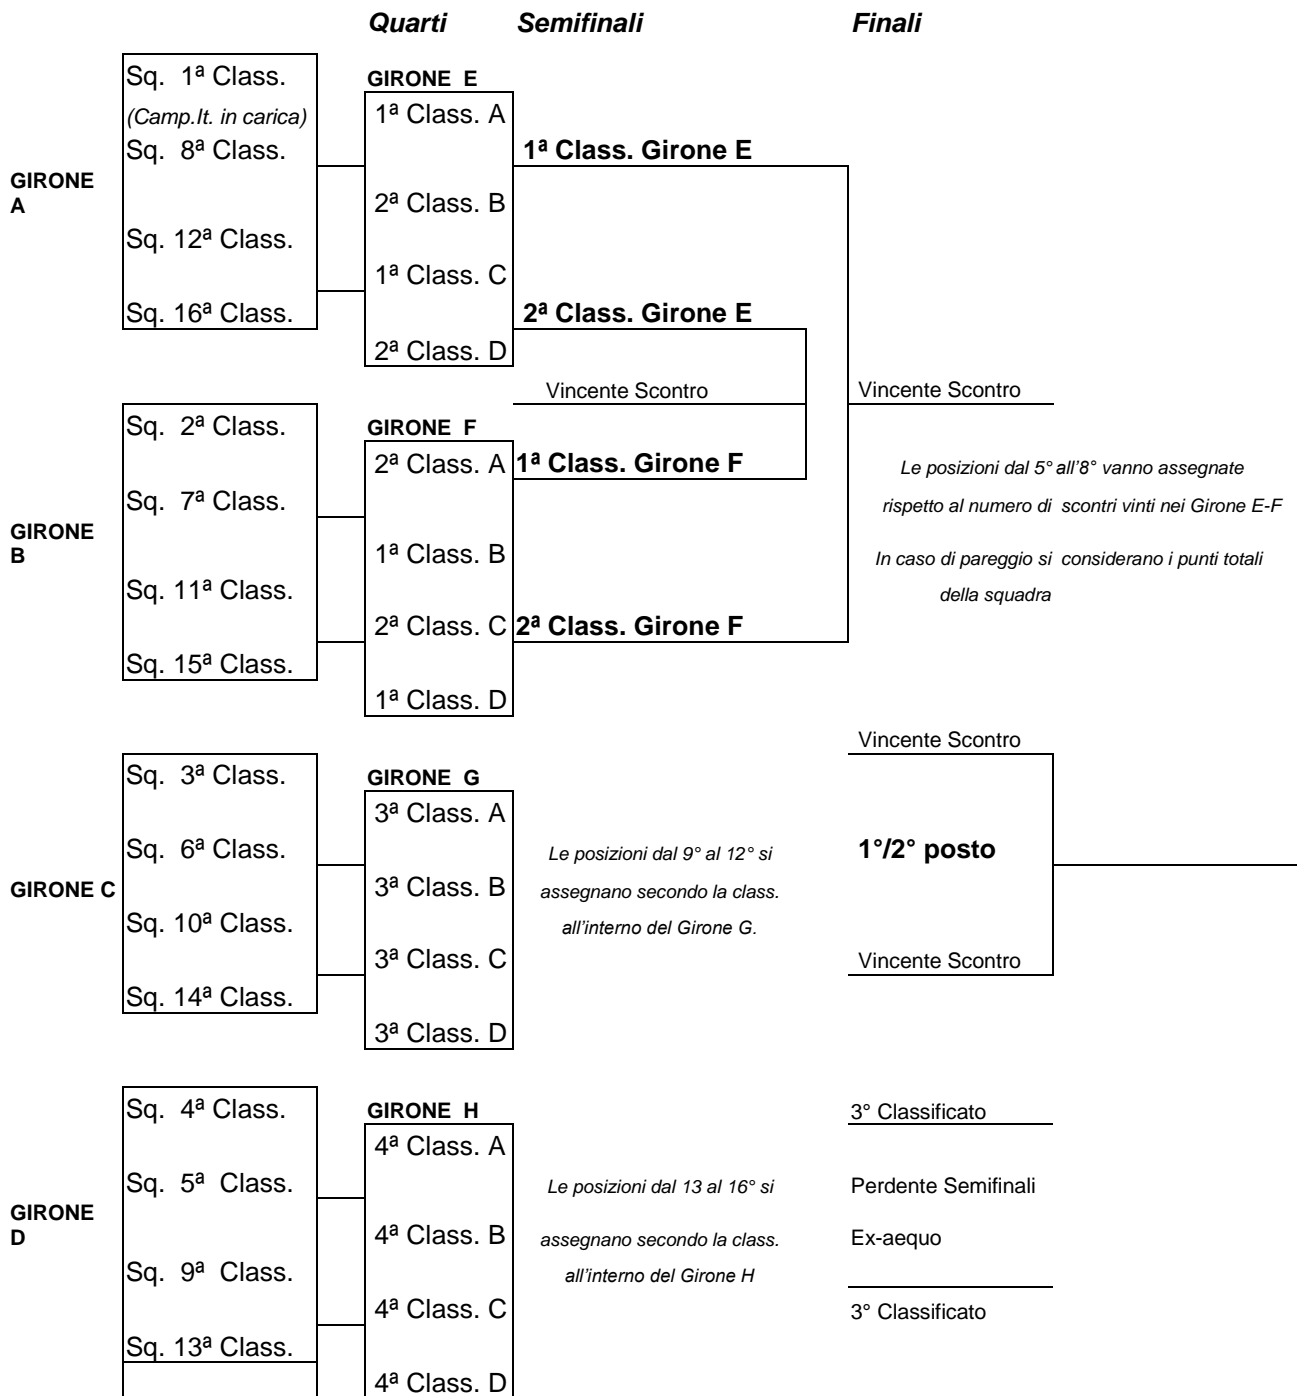 Quarti Semifinali Finali
GIRONE A
Sq. 1ª Class.
(Camp.It. in carica)
Sq. 8ª Class.
Sq. 12ª Class.
Sq. 16ª Class.
GIRONE E
1ª Class. A
2ª Class. B
1ª Class. C
2ª Class. D
1ª Class. Girone E
2ª Class. Girone E
Vincente Scontro
Vincente Scontro
GIRONE B
Sq. 2ª Class.
Sq. 7ª Class.
Sq. 11ª Class.
Sq. 15ª Class.
GIRONE F
2ª Class. A
1ª Class. B
2ª Class. C
1ª Class. D
1ª Class. Girone F
2ª Class. Girone F
Le posizioni dal 5° all'8° vanno assegnate
rispetto al numero di scontri vinti nei Girone E-F
In caso di pareggio si considerano i punti totali
della squadra
GIRONE C
Sq. 3ª Class.
Sq. 6ª Class.
Sq. 10ª Class.
Sq. 14ª Class.
GIRONE G
3ª Class. A
3ª Class. B
3ª Class. C
3ª Class. D
Le posizioni dal 9° al 12° si
assegnano secondo la class.
all'interno del Girone G.
Vincente Scontro
1°/2° posto
Vincente Scontro
GIRONE D
Sq. 4ª Class.
Sq. 5ª Class.
Sq. 9ª Class.
Sq. 13ª Class.
GIRONE H
4ª Class. A
4ª Class. B
4ª Class. C
4ª Class. D
Le posizioni dal 13 al 16° si
assegnano secondo la class.
all'interno del Girone H
3° Classificato
Perdente Semifinali
Ex-aequo
3° Classificato